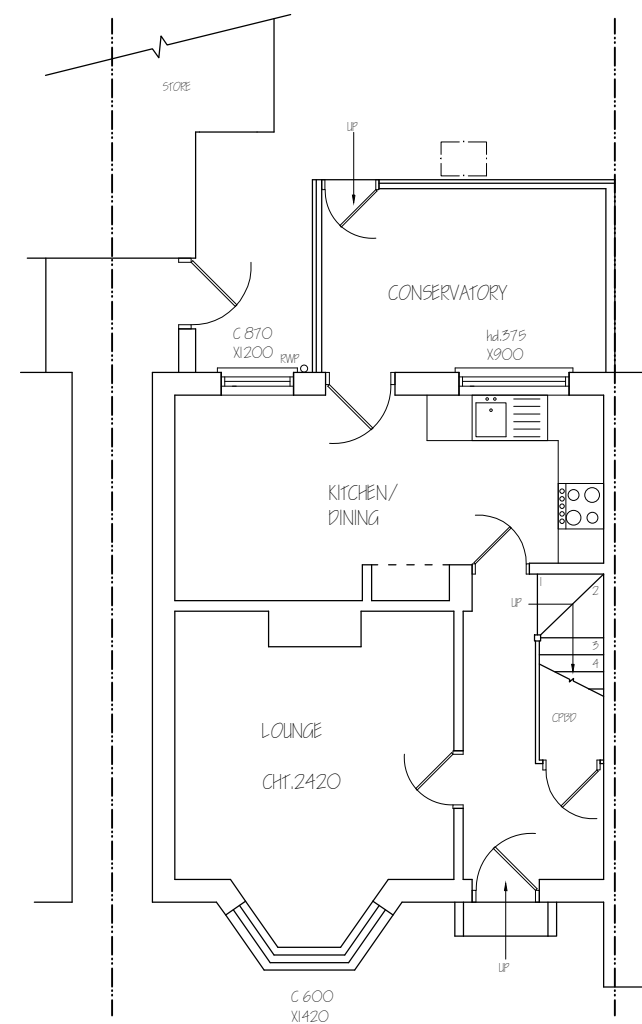 STORE
UP
CONSERVATORY
C 870
X1200
RWP
hd.375
X900
KITCHEN/
DINING
1
2
UP
3
4
LOUNGE
CPBD
CHT.2420
UP
C 600
X1420